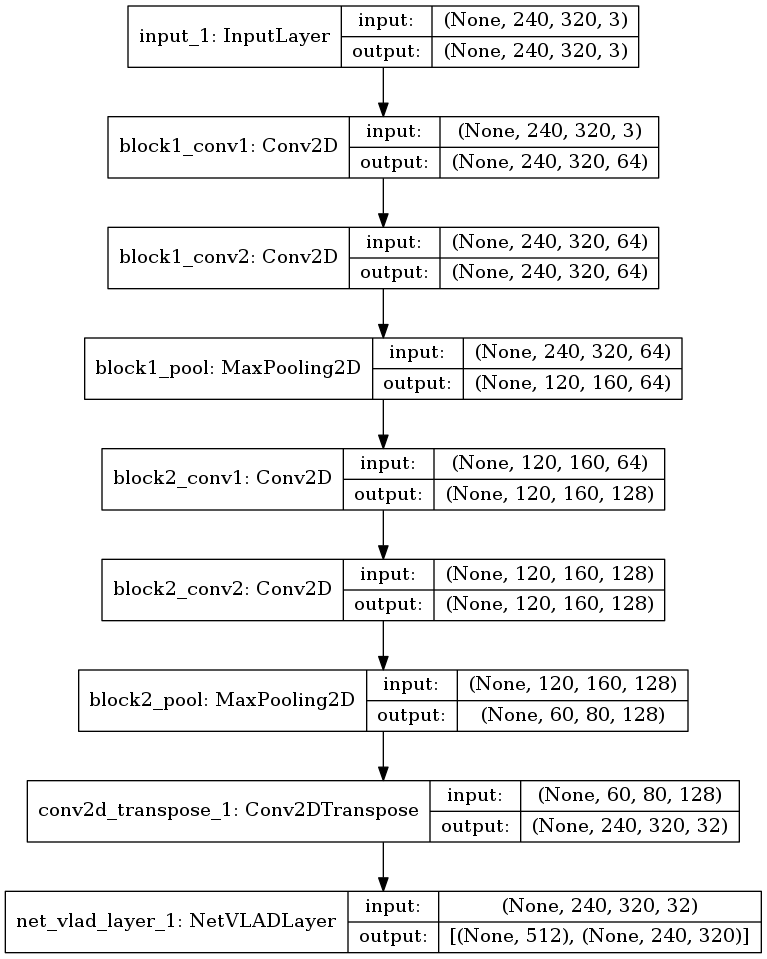 input_1: InputLayer
input: (None, 240, 320, 3)
output: (None, 240, 320, 3)
block1_conv1: Conv2D
input: (None, 240, 320, 3)
output: (None, 240, 320, 64)
block1_conv2: Conv2D
input: (None, 240, 320, 64)
output: (None, 240, 320, 64)
block1_pool: MaxPooling2D
input: (None, 240, 320, 64)
output: (None, 120, 160, 64)
block2_conv1: Conv2D
input: (None, 120, 160, 64)
output: (None, 120, 160, 128)
block2_conv2: Conv2D
input: (None, 120, 160, 128)
output: (None, 120, 160, 128)
block2_pool: MaxPooling2D
input: (None, 120, 160, 128)
output: (None, 60, 80, 128)
conv2d_transpose_1: Conv2DTranspose
input: (None, 60, 80, 128)
output: (None, 240, 320, 32)
net_vlad_layer_1: NetVLADLayer
input: (None, 240, 320, 32)
output: [(None, 512), (None, 240, 320)]